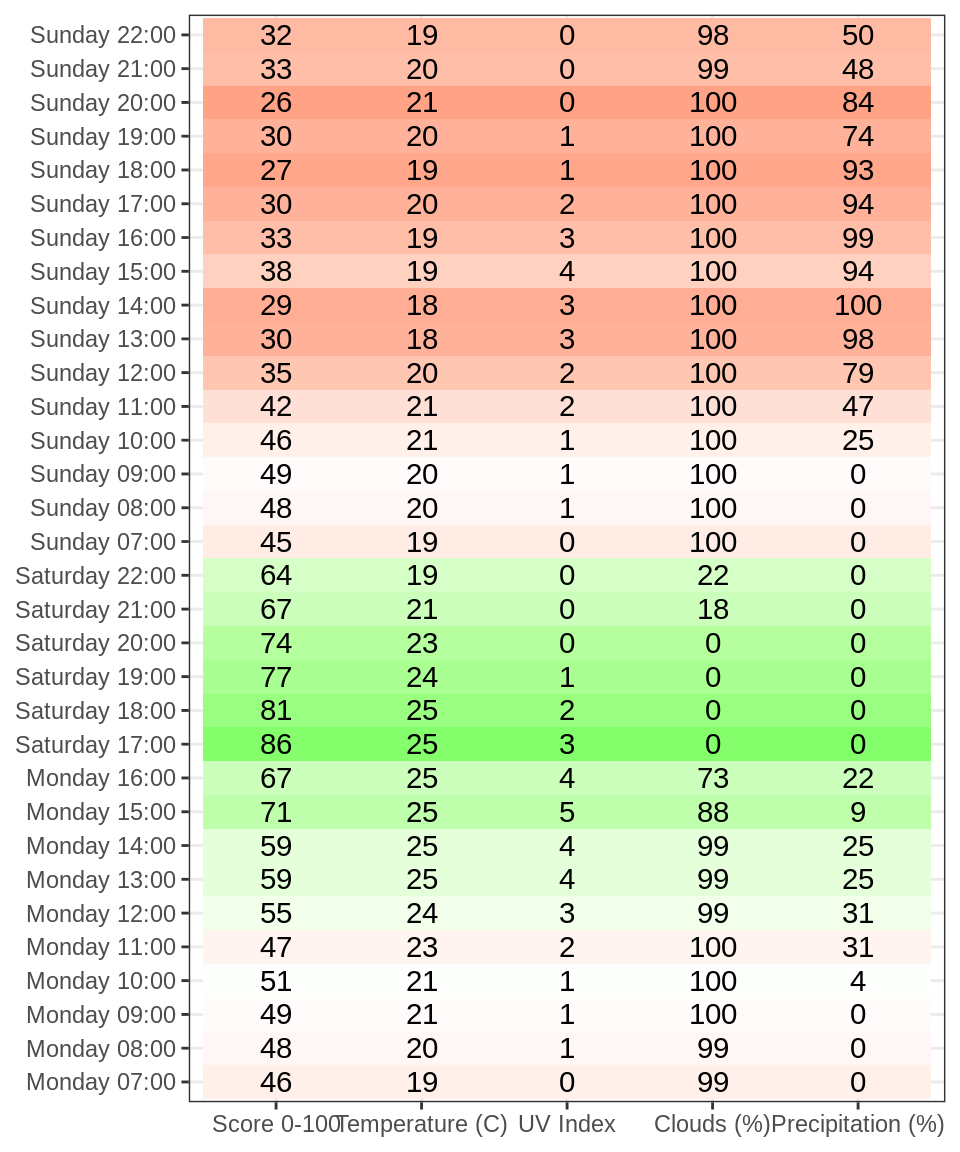 Sunday 22:00 32 19 0 98 50
Sunday 21:00 33 20 0 99 48
Sunday 20:00 26 21 0 100 84
Sunday 19:00 30 20 1 100 74
Sunday 18:00 27 19 1 100 93
Sunday 17:00 30 20 2 100 94
Sunday 16:00 33 19 3 100 99
Sunday 15:00 38 19 4 100 94
Sunday 14:00 29 18 3 100 100
Sunday 13:00 30 18 3 100 98
Sunday 12:00 35 20 2 100 79
Sunday 11:00 42 21 2 100 47
Sunday 10:00 46 21 1 100 25
Sunday 09:00 49 20 1 100 0
Sunday 08:00 48 20 1 100 0
Sunday 07:00 45 19 0 100 0
Saturday 22:00 64 19 0 22 0
Saturday 21:00 67 21 0 18 0
Saturday 20:00 74 23 0 0 0
Saturday 19:00 77 24 1 0 0
Saturday 18:00 81 25 2 0 0
Saturday 17:00 86 25 3 0 0
Monday 16:00 67 25 4 73 22
Monday 15:00 71 25 5 88 9
Monday 14:00 59 25 4 99 25
Monday 13:00 59 25 4 99 25
Monday 12:00 55 24 3 99 31
Monday 11:00 47 23 2 100 31
Monday 10:00 51 21 1 100 4
Monday 09:00 49 21 1 100 0
Monday 08:00 48 20 1 99 0
Monday 07:00 46 19 0 99 0
Score 0-100 Temperature (C) UV Index Clouds (%) Precipitation (%)